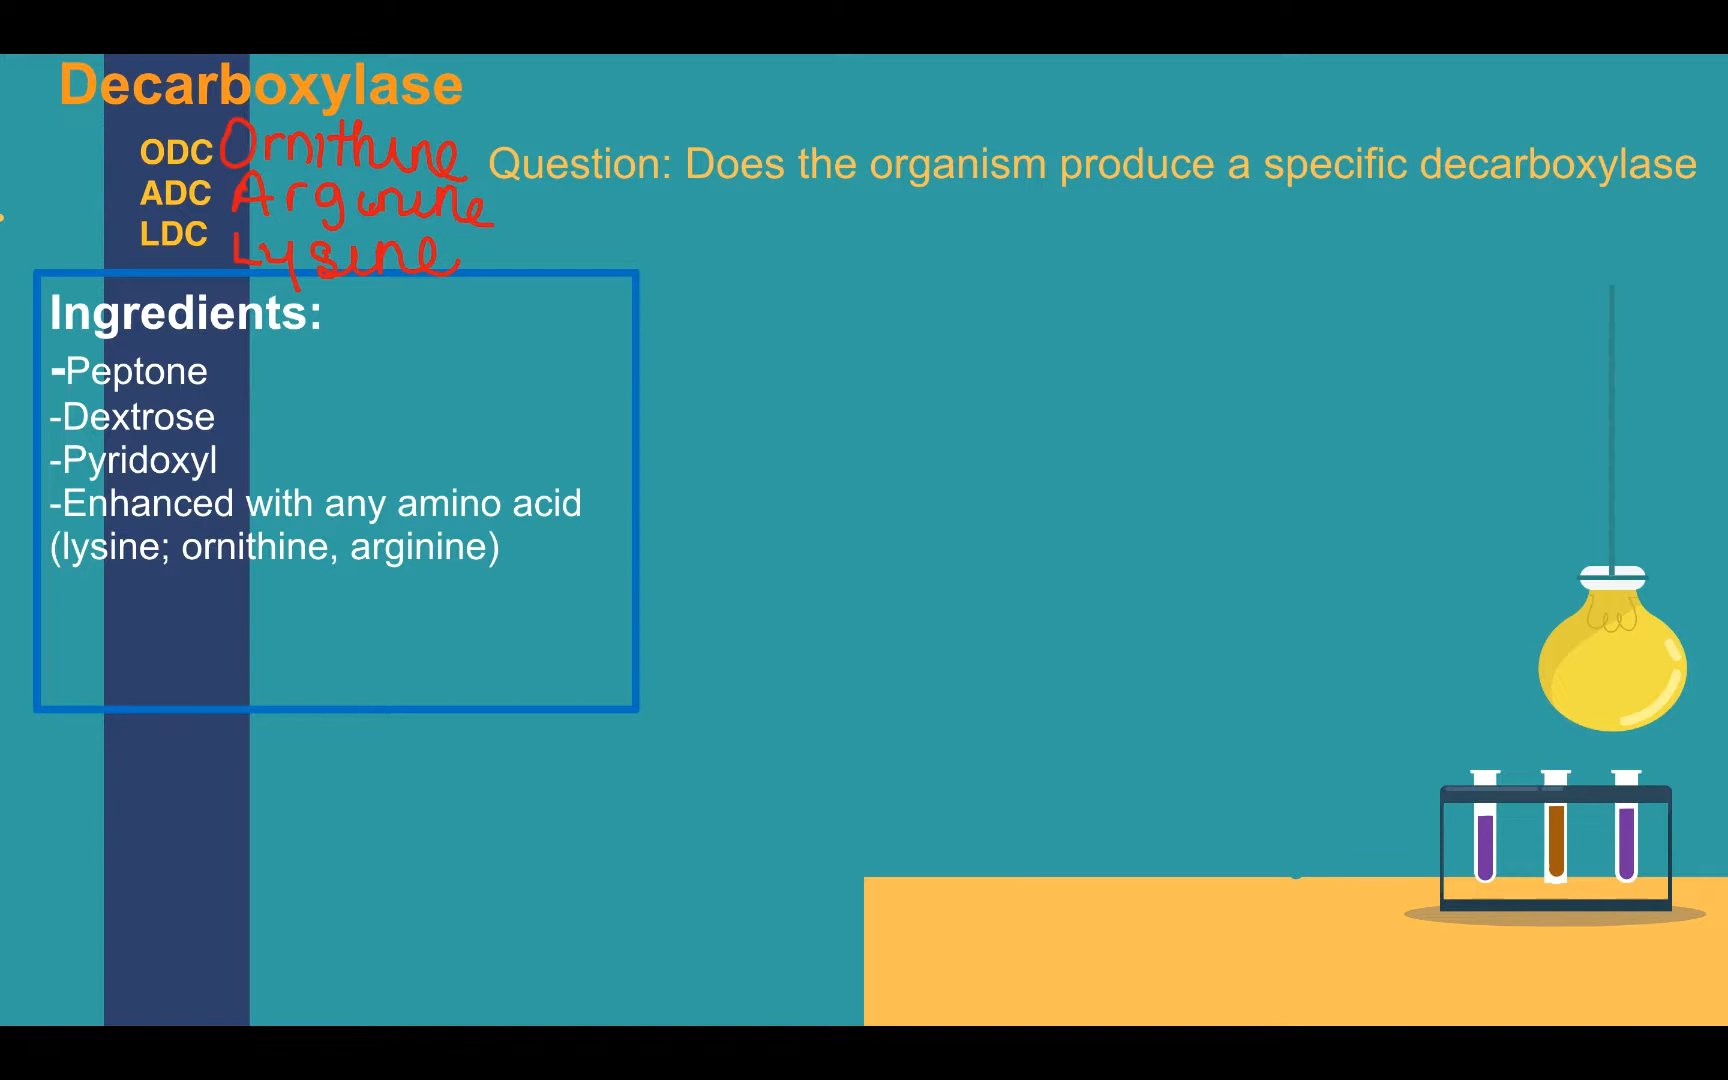 Decarboxylase
ODC Ornithine
ADC Arginine
LDC Lysine
Question: Does the organism produce a specific decarboxylase
Ingredients:
-Peptone
-Dextrose
-Pyridoxyl
-Enhanced with any amino acid
(lysine; ornithine, arginine)